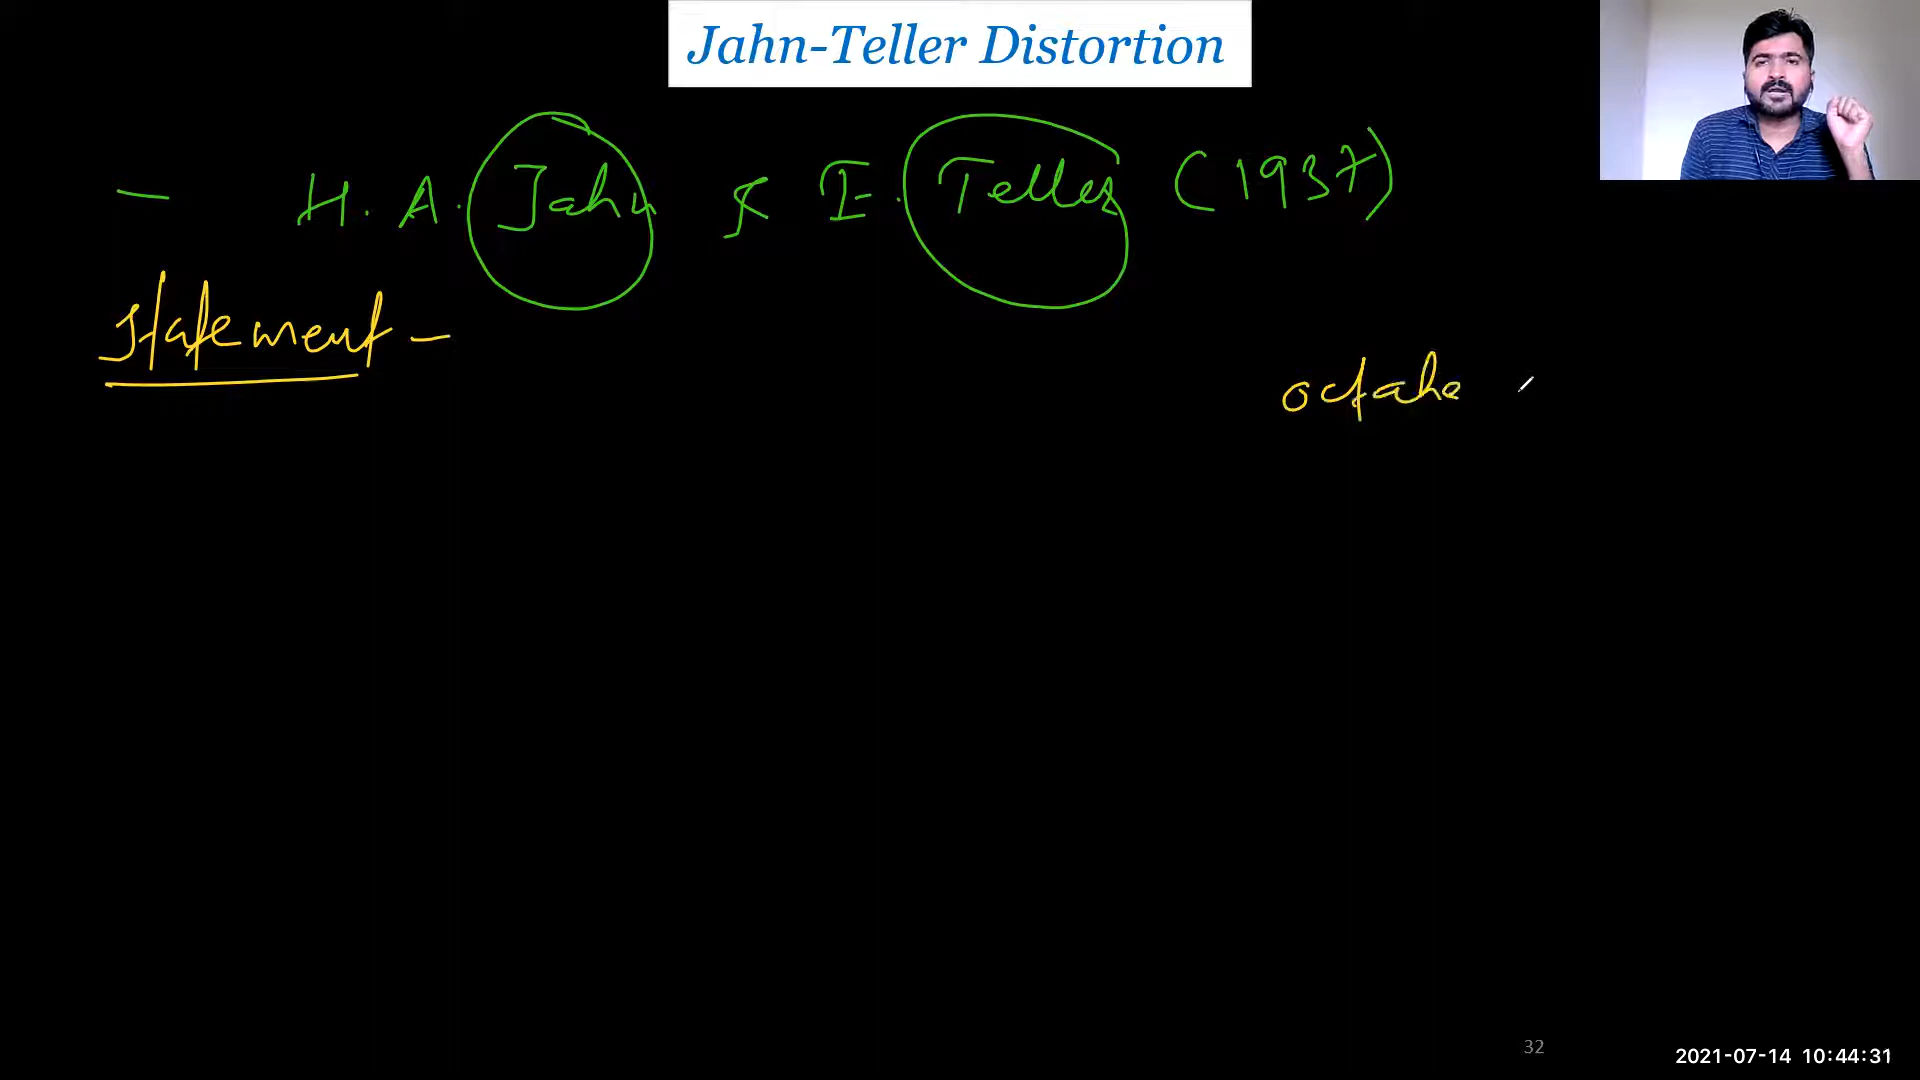 Jahn-Teller Distortion
– H. A. Jahn & E. Teller (1937)
Statement –
octahe
32
2021-07-14 10:44:31